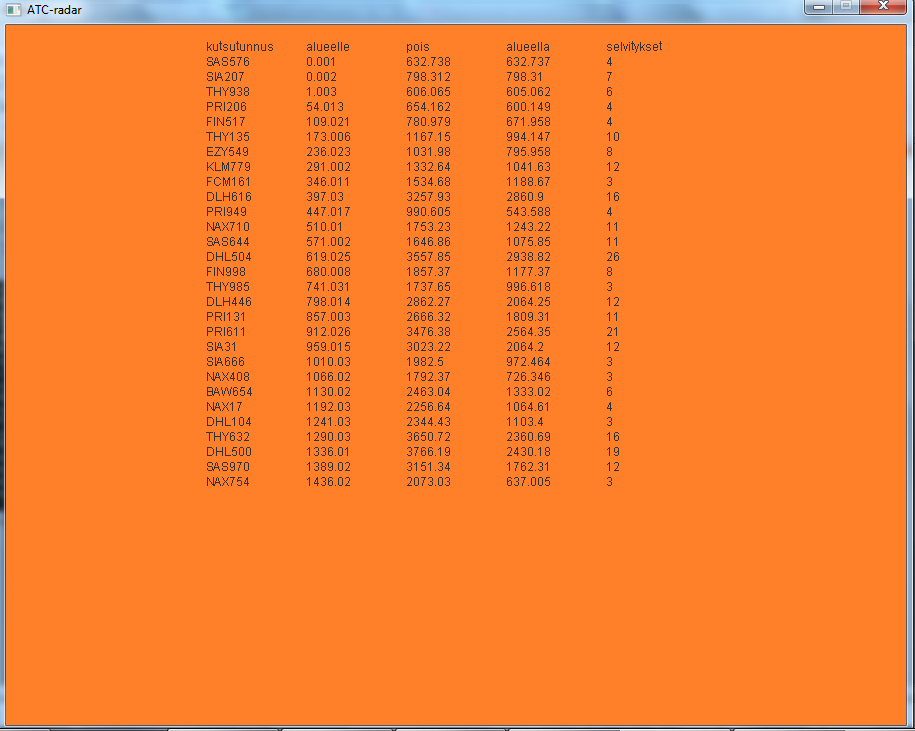 ATC-radar
kutsutunnus alueelle pois alueella selvitykset
SAS576 0.001 632.738 632.737 4
SIA207 0.002 798.312 798.31 7
THY938 1.003 606.065 605.062 6
PRI206 54.013 654.162 600.149 4
FIN517 109.021 780.979 671.958 4
THY135 173.006 1167.15 994.147 10
EZY549 236.023 1031.98 795.958 8
KLM779 291.002 1332.64 1041.63 12
FCM161 346.011 1534.68 1188.67 3
DLH616 397.03 3257.93 2860.9 16
PRI949 447.017 990.605 543.588 4
NAX710 510.01 1753.23 1243.22 11
SAS644 571.002 1646.86 1075.85 11
DHL504 619.025 3557.85 2938.82 26
FIN998 680.008 1857.37 1177.37 8
THY985 741.031 1737.65 996.618 3
DLH446 798.014 2862.27 2064.25 12
PRI131 857.003 2666.32 1809.31 11
PRI611 912.026 3476.38 2564.35 21
SIA31 959.015 3023.22 2064.2 12
SIA666 1010.03 1982.5 972.464 3
NAX408 1066.02 1792.37 726.346 3
BAW654 1130.02 2463.04 1333.02 6
NAX17 1192.03 2256.64 1064.61 4
DHL104 1241.03 2344.43 1103.4 3
THY632 1290.03 3650.72 2360.69 16
DHL500 1336.01 3766.19 2430.18 19
SAS970 1389.02 3151.34 1762.31 12
NAX754 1436.02 2073.03 637.005 3